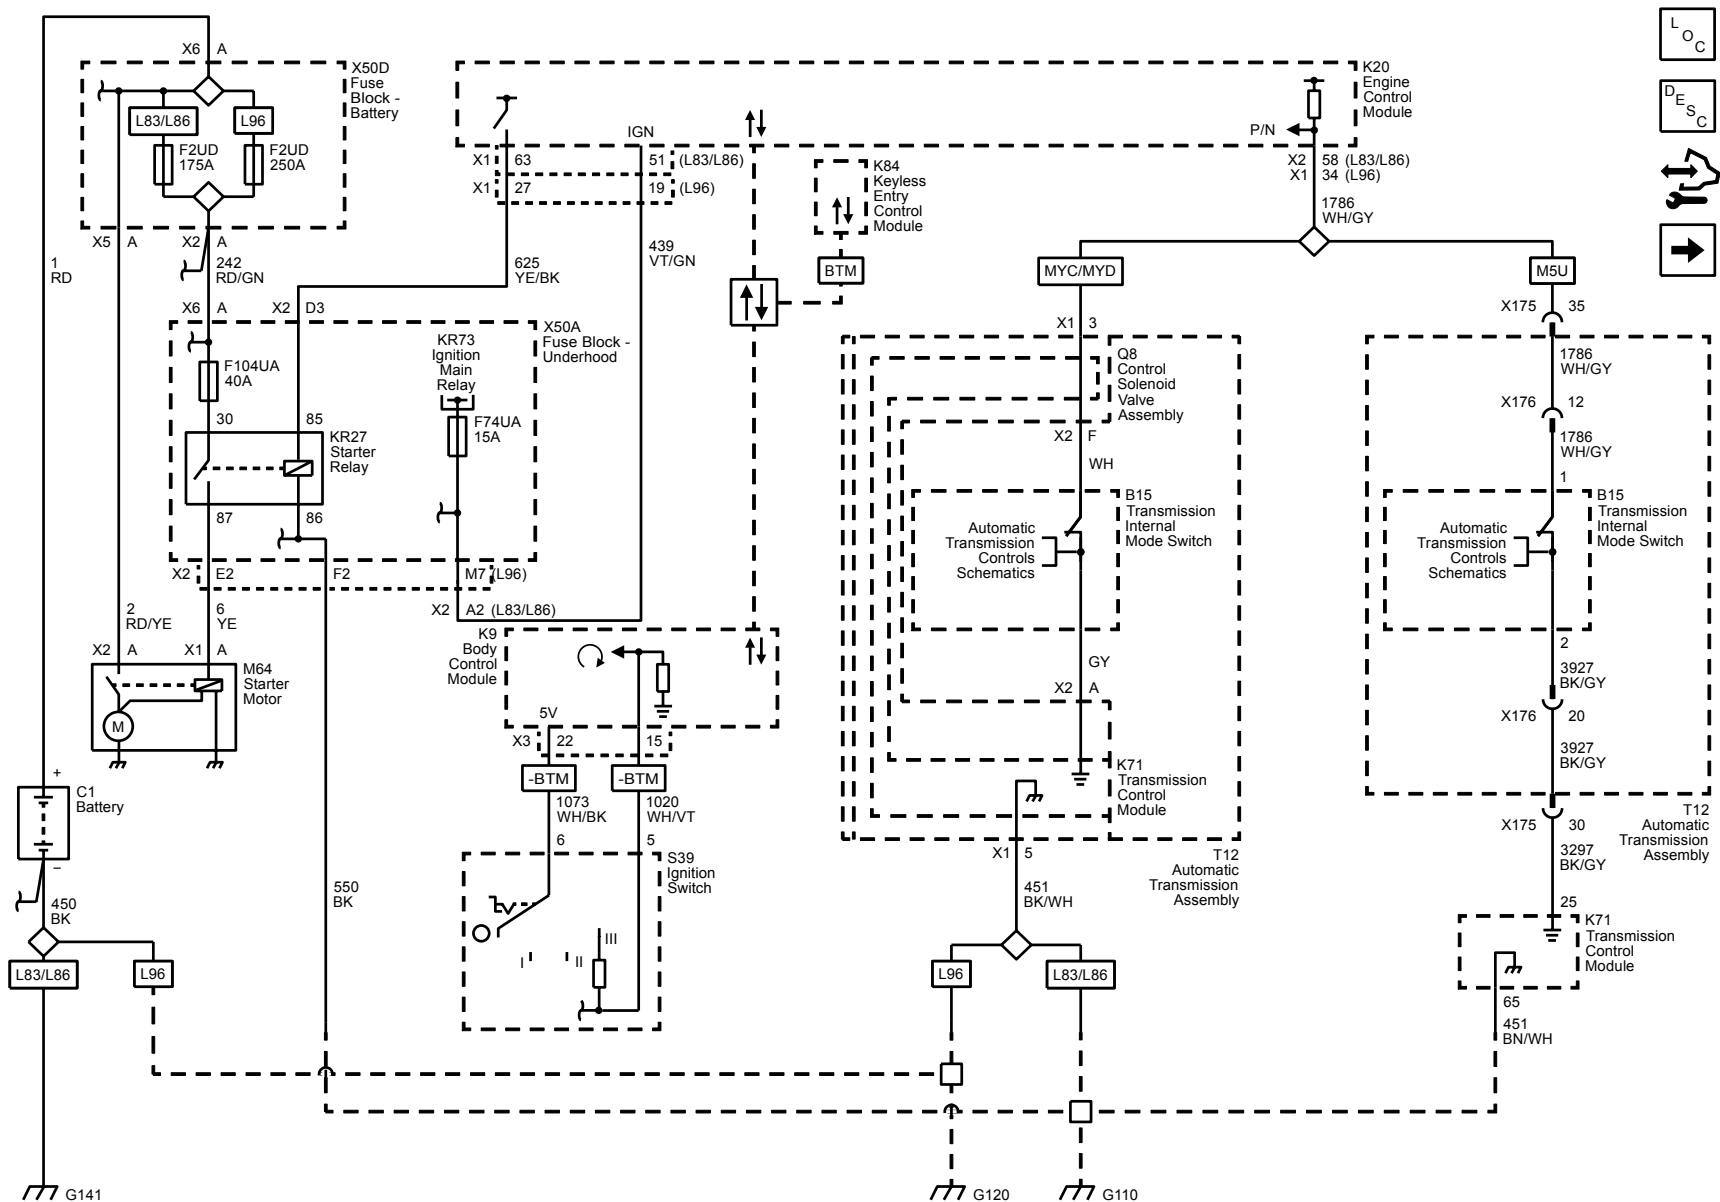 L
O
C
D
E
S
C
X6 A
X50D
Fuse
Block -
Battery
L83/L86
L96
F2UD
175A
F2UD
250A
X5 A
X2 A
1
RD
242
RD/GN
X6 A
X2 D3
K20
Engine
Control
Module
IGN
P/N
X1 63
51 (L83/L86)
X1 27
19 (L96)
X2 58 (L83/L86)
X1 34 (L96)
K84
Keyless
Entry
Control
Module
BTM
1786
WH/GY
625
YE/BK
439
VT/GN
MYC/MYD
M5U
X1 3
X175 35
X50A
Fuse Block -
Underhood
F104UA
40A
KR73
Ignition
Main
Relay
F74UA
15A
30
85
KR27
Starter
Relay
87
86
X2 E2
F2
M7 (L96)
X2 A2 (L83/L86)
2
RD/YE
6
YE
X2 A
X1 A
M64
Starter
Motor
M
+
C1
Battery
–
450
BK
L83/L86
L96
550
BK
K9
Body
Control
Module
5V
X3 22
15
-BTM
-BTM
1073
WH/BK
1020
WH/VT
6
5
S39
Ignition
Switch
I
II
III
Q8
Control
Solenoid
Valve
Assembly
X2 F
WH
B15
Transmission
Internal
Mode Switch
Automatic
Transmission
Controls
Schematics
GY
X2 A
K71
Transmission
Control
Module
X1 5
T12
Automatic
Transmission
Assembly
451
BK/WH
L96
L83/L86
1786
WH/GY
X176 12
1786
WH/GY
1
B15
Transmission
Internal
Mode Switch
Automatic
Transmission
Controls
Schematics
2
3927
BK/GY
X176 20
3927
BK/GY
X175 30
T12
Automatic
Transmission
Assembly
3297
BK/GY
25
K71
Transmission
Control
Module
65
451
BN/WH
G141
G120
G110